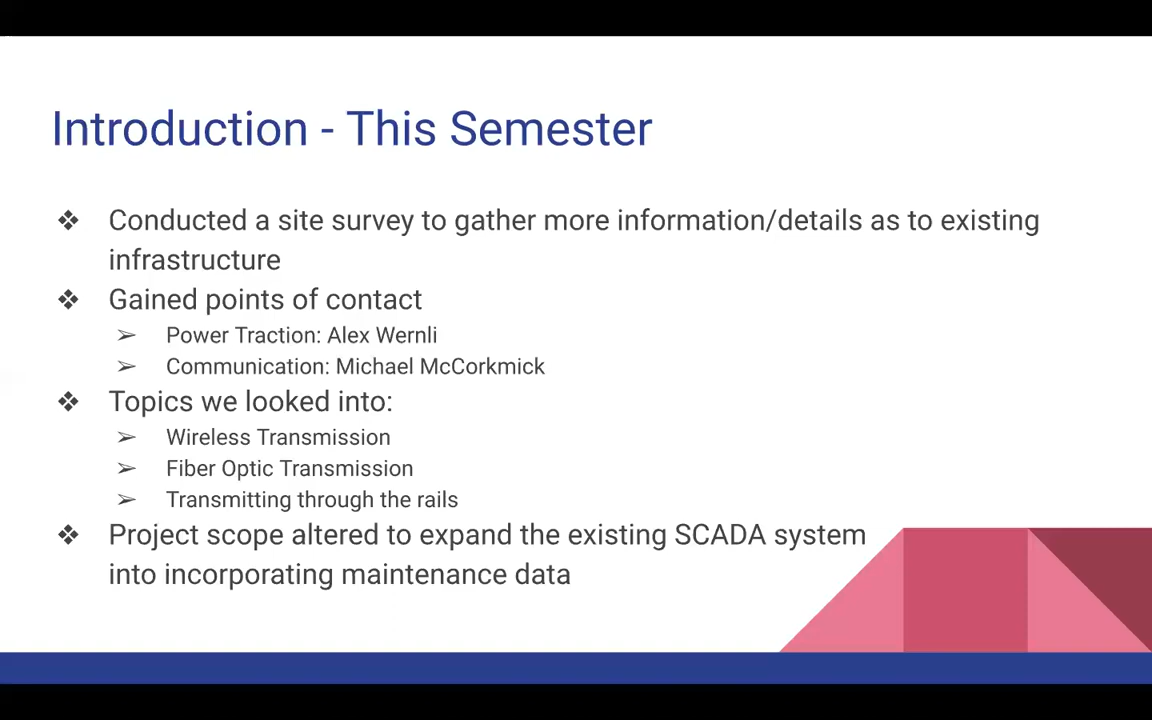 Introduction - This Semester
❖ Conducted a site survey to gather more information/details as to existing
infrastructure
❖ Gained points of contact
➢ Power Traction: Alex Wernli
➢ Communication: Michael McCorkmick
❖ Topics we looked into:
➢ Wireless Transmission
➢ Fiber Optic Transmission
➢ Transmitting through the rails
❖ Project scope altered to expand the existing SCADA system
into incorporating maintenance data